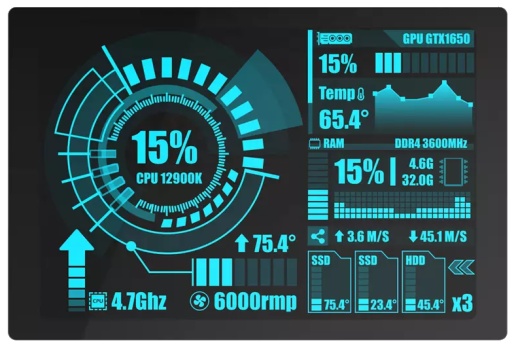 15%
CPU 12900K
75.4°
CPU
4.7Ghz
6000rmp
GPU GTX1650
15%
Temp
65.4°
RAM
DDR4 3600MHz
15%
4.6G
32.0G
3.6 M/S
45.1 M/S
SSD
75.4°
SSD
23.4°
HDD
45.4°
X3